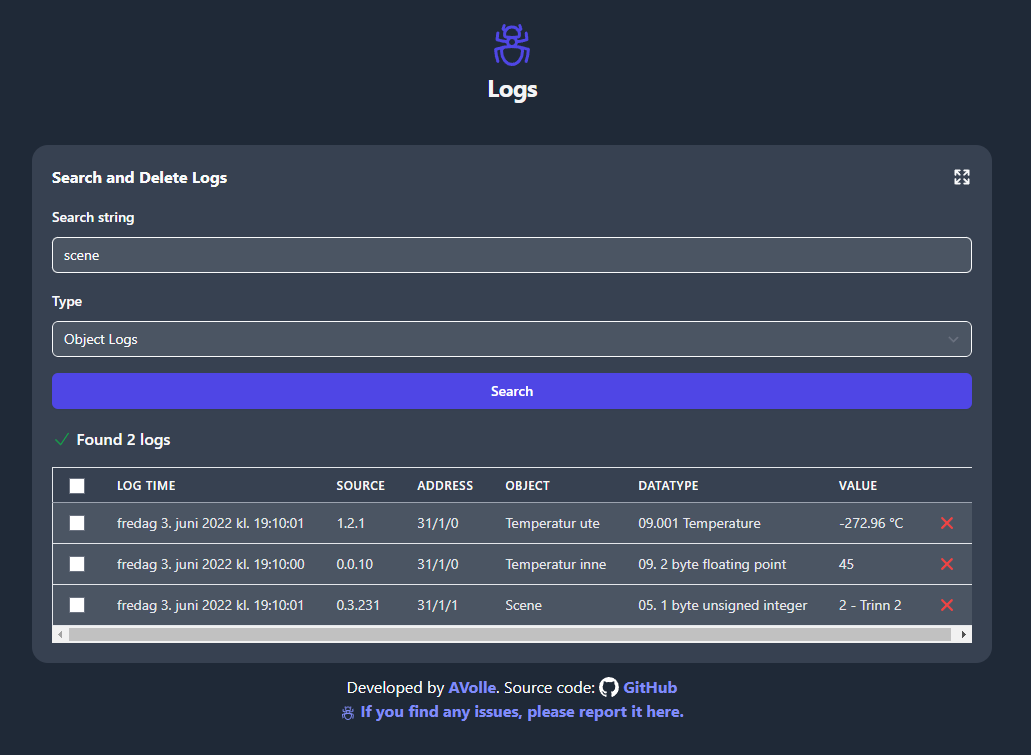 Logs
Search and Delete Logs
Search string
scene
Type
Object Logs
Search
Found 2 logs
LOG TIME SOURCE ADDRESS OBJECT DATATYPE VALUE
fredag 3. juni 2022 kl. 19:10:01 1.2.1 31/1/0 Temperatur ute 09.001 Temperature -272.96 °C
fredag 3. juni 2022 kl. 19:10:00 0.0.10 31/1/0 Temperatur inne 09. 2 byte floating point 45
fredag 3. juni 2022 kl. 19:10:01 0.3.231 31/1/1 Scene 05. 1 byte unsigned integer 2 - Trinn 2
Developed by AVolle. Source code: GitHub
If you find any issues, please report it here.